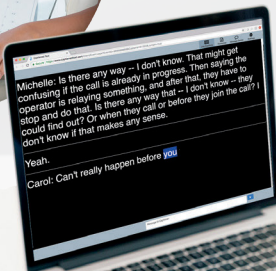 Michelle: Is there any way -- I don't know. That might get
confusing if the call is already in progress. Then saying the
operator is relaying something, and after that, they have to
stop and do that. Is there any way that -- I don't know -- they
could find out? Or when they call or before they join the call? I
don't know if that makes any sense.
Yeah.
Carol: Can't really happen before you